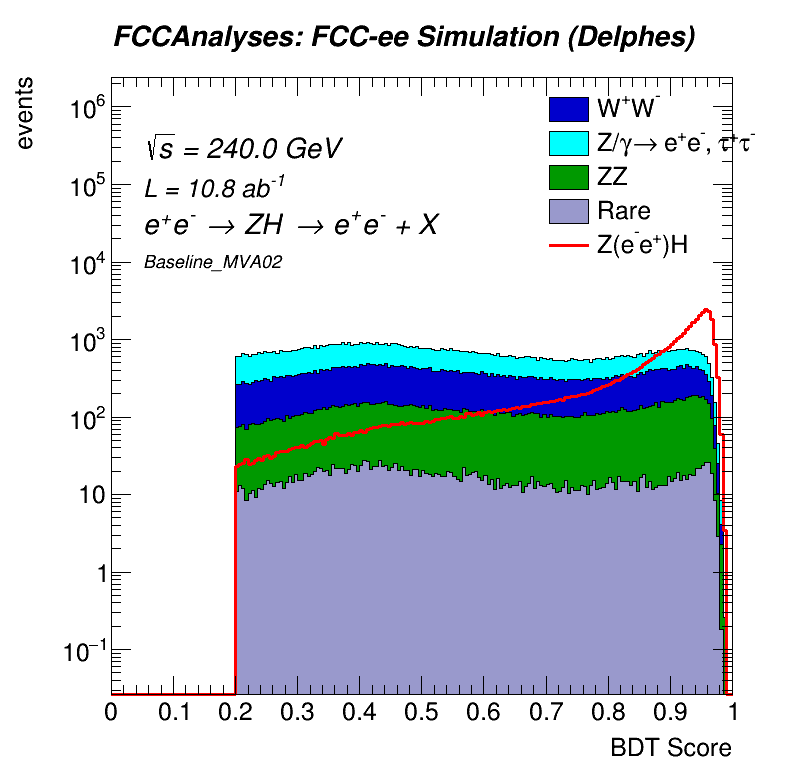 FCCAnalyses: FCC-ee Simulation (Delphes)
events
10⁶
10⁵
10⁴
10³
10²
10
1
10⁻¹
√s = 240.0 GeV
L = 10.8 ab⁻¹
e⁺e⁻ → ZH → e⁺e⁻ + X
Baseline_MVA02
W⁺W⁻
Z/γ→ e⁺e⁻, τ⁺τ⁻
ZZ
Rare
Z(e⁻e⁺)H
0 0.1 0.2 0.3 0.4 0.5 0.6 0.7 0.8 0.9 1
BDT Score